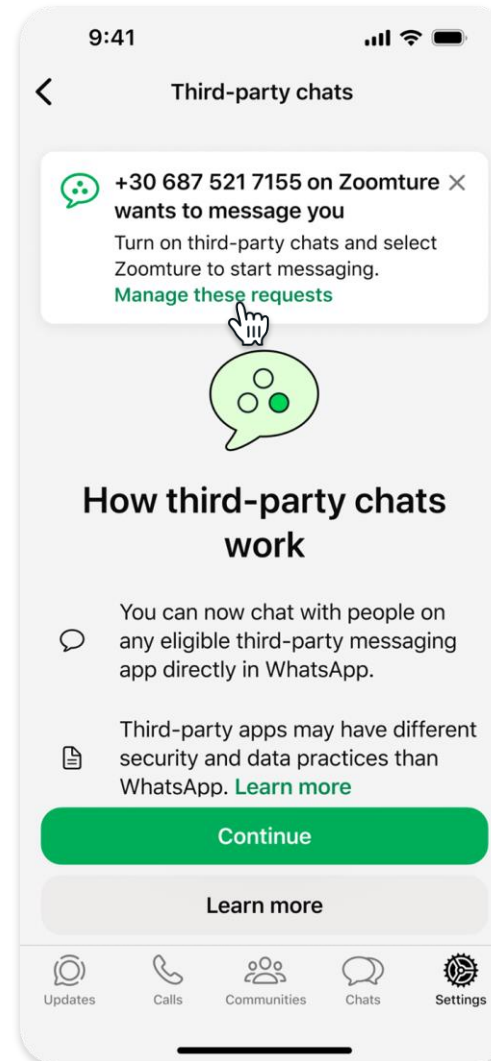 9:41
Third-party chats
+30 687 521 7155 on Zoomture
wants to message you
Turn on third-party chats and select
Zoomture to start messaging.
Manage these requests
How third-party chats
work
You can now chat with people on
any eligible third-party messaging
app directly in WhatsApp.
Third-party apps may have different
security and data practices than
WhatsApp. Learn more
Continue
Learn more
Updates Calls Communities Chats Settings